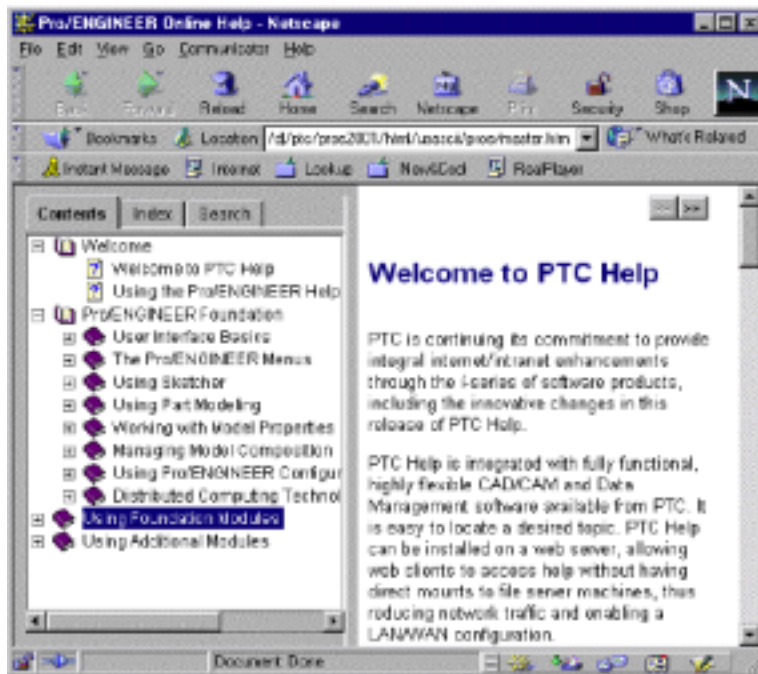 Pro/ENGINEER Online Help - Netscape
File Edit View Go Communicator Help
Back Forward Reload Home Search Netscape Print Security Shop N
Bookmarks Location /d/ptc/proe2001/html/usascii/proe/master.htm What's Related
Instant Message Internet Lookup New&Cool RealPlayer
Contents Index Search
Welcome
Welcome to PTC Help
Using the Pro/ENGINEER Help
Pro/ENGINEER Foundation
User Interface Basics
The Pro/ENGINEER Menus
Using Sketcher
Using Part Modeling
Working with Model Properties
Managing Model Composition
Using Pro/ENGINEER Configur
Distributed Computing Technol
Using Foundation Modules
Using Additional Modules
<< >>
Welcome to PTC Help
PTC is continuing its commitment to provide
integral internet/intranet enhancements
through the i-series of software products,
including the innovative changes in this
release of PTC Help.
PTC Help is integrated with fully functional,
highly flexible CAD/CAM and Data
Management software available from PTC. It
is easy to locate a desired topic. PTC Help
can be installed on a web server, allowing
web clients to access help without having
direct mounts to file server machines, thus
reducing network traffic and enabling a
LAN/WAN configuration.
Document: Done